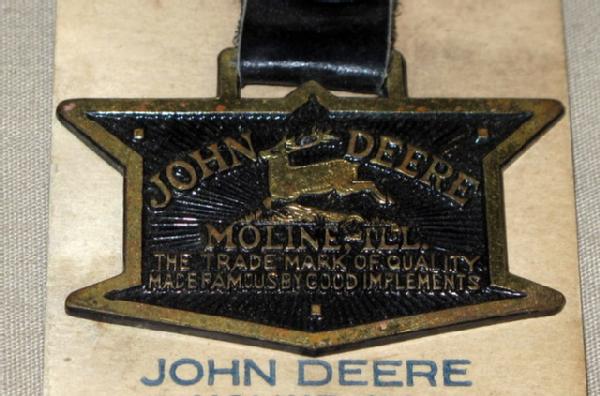 JOHN DEERE
MOLINE, ILL.
THE TRADE MARK OF QUALITY
MADE FAMOUS BY GOOD IMPLEMENTS
JOHN DEERE